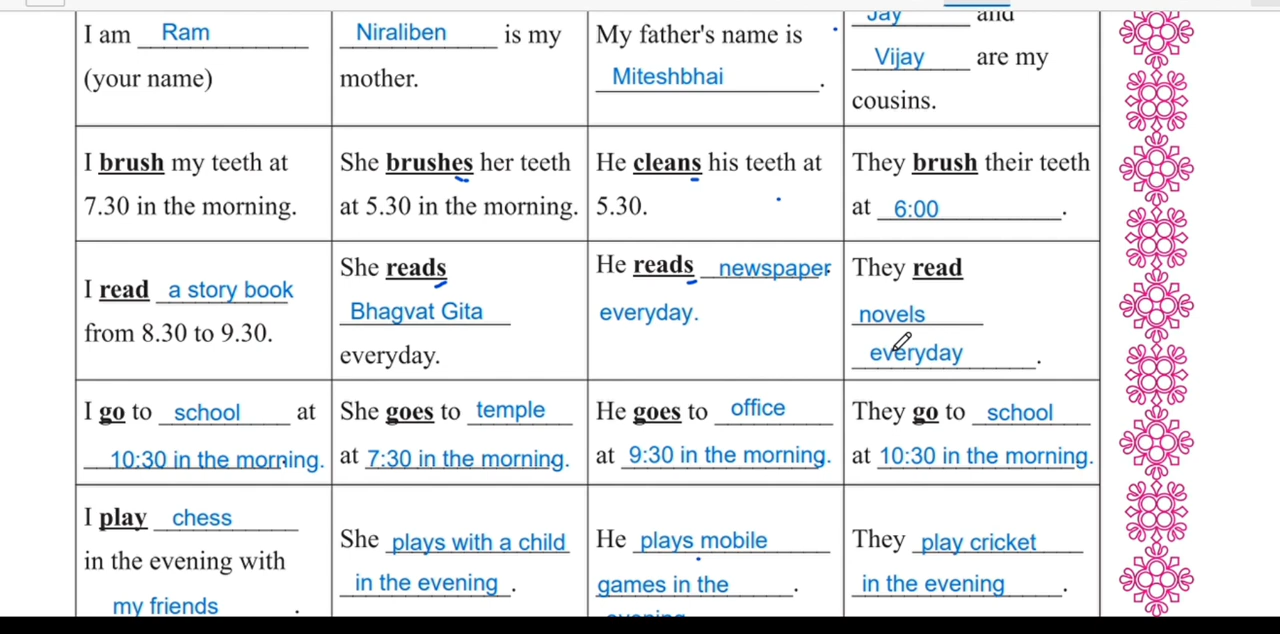 I am Ram
(your name)
Niraliben is my
mother.
My father's name is
Miteshbhai.
Jay and
Vijay are my
cousins.
I brush my teeth at
7.30 in the morning.
She brushes her teeth
at 5.30 in the morning.
He cleans his teeth at
5.30.
They brush their teeth
at 6:00.
I read a story book
from 8.30 to 9.30.
She reads
Bhagvat Gita
everyday.
He reads newspaper
everyday.
They read
novels
everyday.
I go to school at
10:30 in the morning.
She goes to temple
at 7:30 in the morning.
He goes to office
at 9:30 in the morning.
They go to school
at 10:30 in the morning.
I play chess
in the evening with
my friends.
She plays with a child
in the evening.
He plays mobile
games in the.
They play cricket
in the evening.